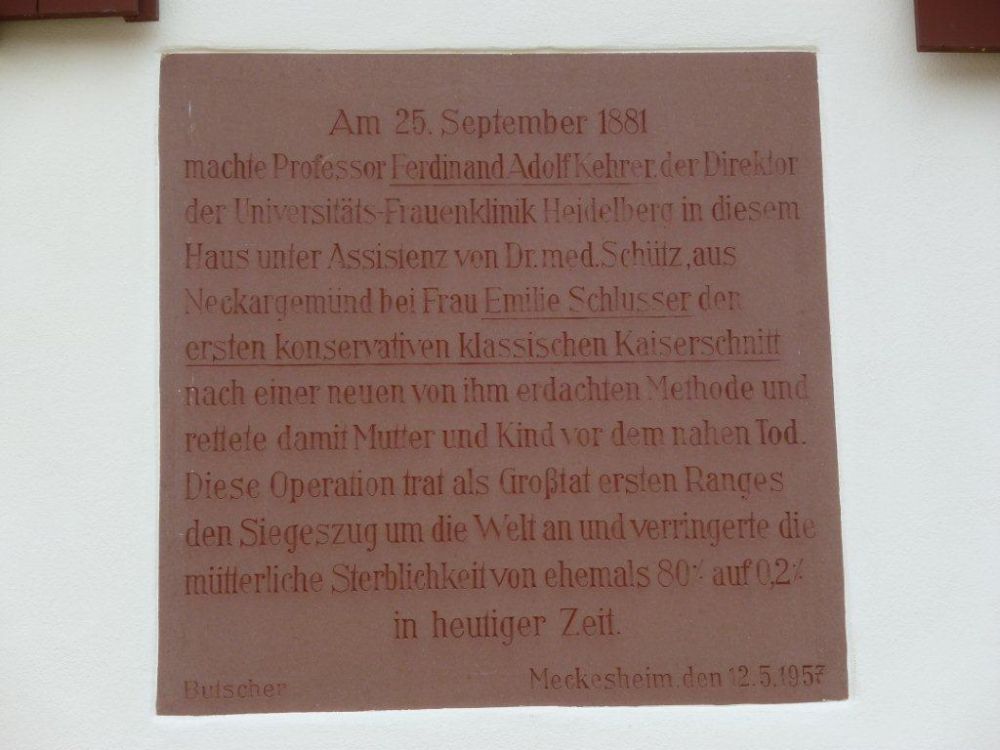 Am 25. September 1881
machte Professor Ferdinand Adolf Kehrer, der Direktor
der Universitäts-Frauenklinik Heidelberg in diesem
Haus unter Assistenz von Dr. med. Schütz, aus
Neckargemünd bei Frau Emilie Schlusser den
ersten konservativen klassischen Kaiserschnitt
nach einer neuen von ihm erdachten Methode und
rettete damit Mutter und Kind vor dem nahen Tod.
Diese Operation trat als Großtat ersten Ranges
den Siegeszug um die Welt an und verringerte die
mütterliche Sterblichkeit von ehemals 80% auf 0,2%
in heutiger Zeit.
Butscher
Meckesheim, den 12.5.1957